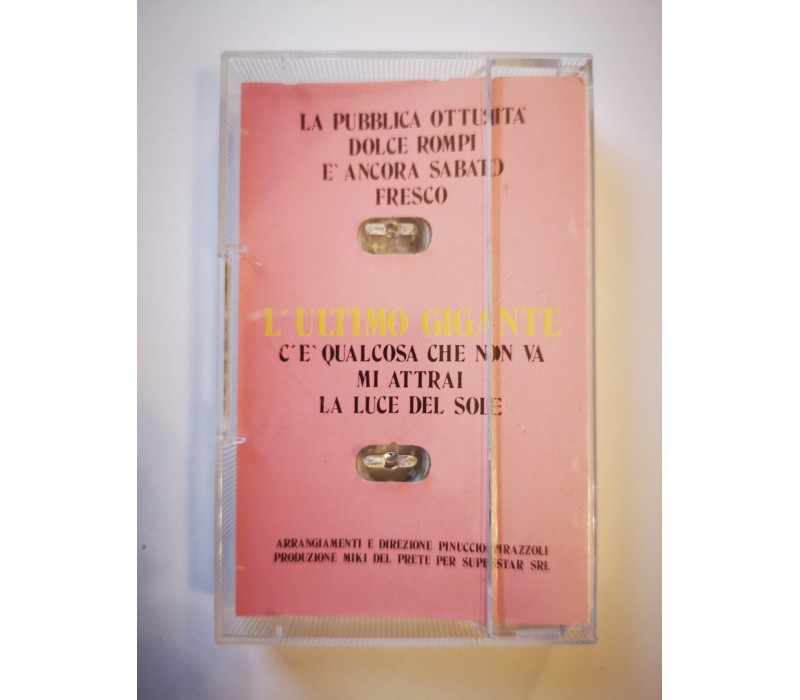 LA PUBBLICA OTTUSITA'
DOLCE ROMPI
E' ANCORA SABATO
FRESCO
L'ULTIMO GIGANTE
C'E' QUALCOSA CHE NON VA
MI ATTRAI
LA LUCE DEL SOLE
ARRANGIAMENTI E DIREZIONE PINUCCIO PIRAZZOLI
PRODUZIONE MIKI DEL PRETE PER SUPERSTAR SRL